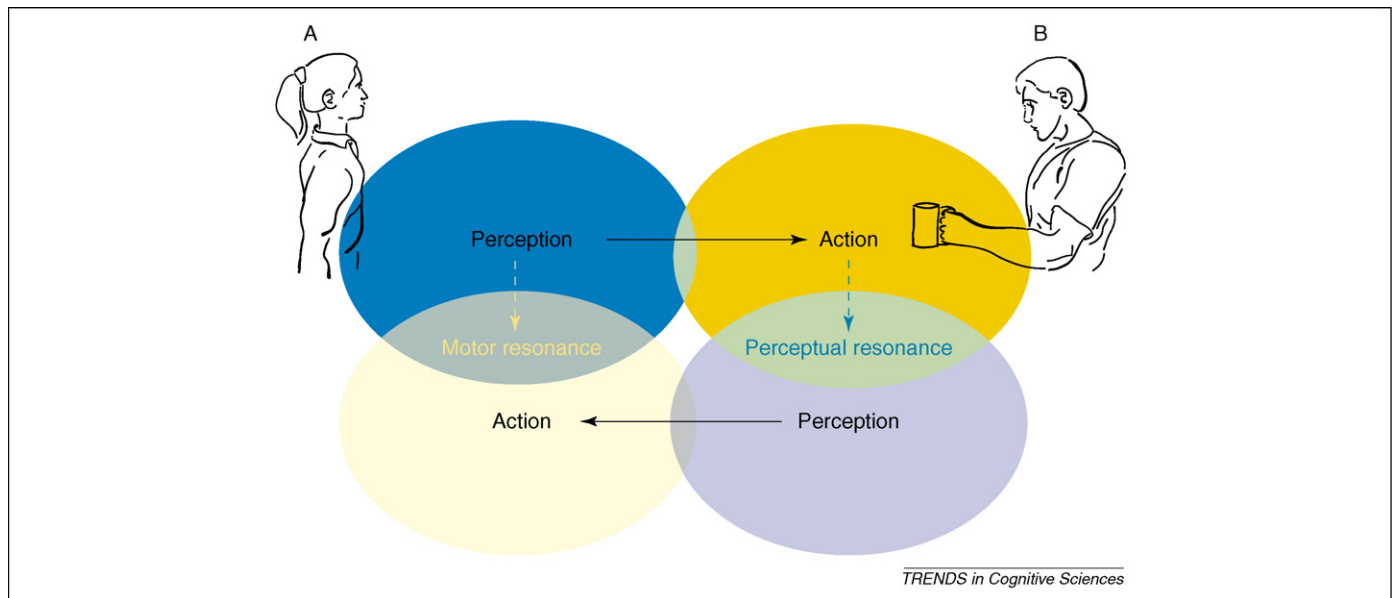 A
B
Perception
Action
Motor resonance
Perceptual resonance
Action
Perception
TRENDS in Cognitive Sciences